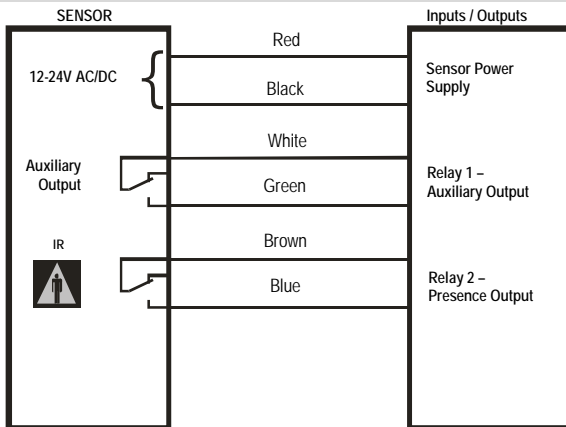 SENSOR
Inputs / Outputs
Red
12-24V AC/DC
Sensor Power
Supply
Black
White
Auxiliary
Output
Relay 1 –
Auxiliary Output
Green
Brown
IR
Blue
Relay 2 –
Presence Output